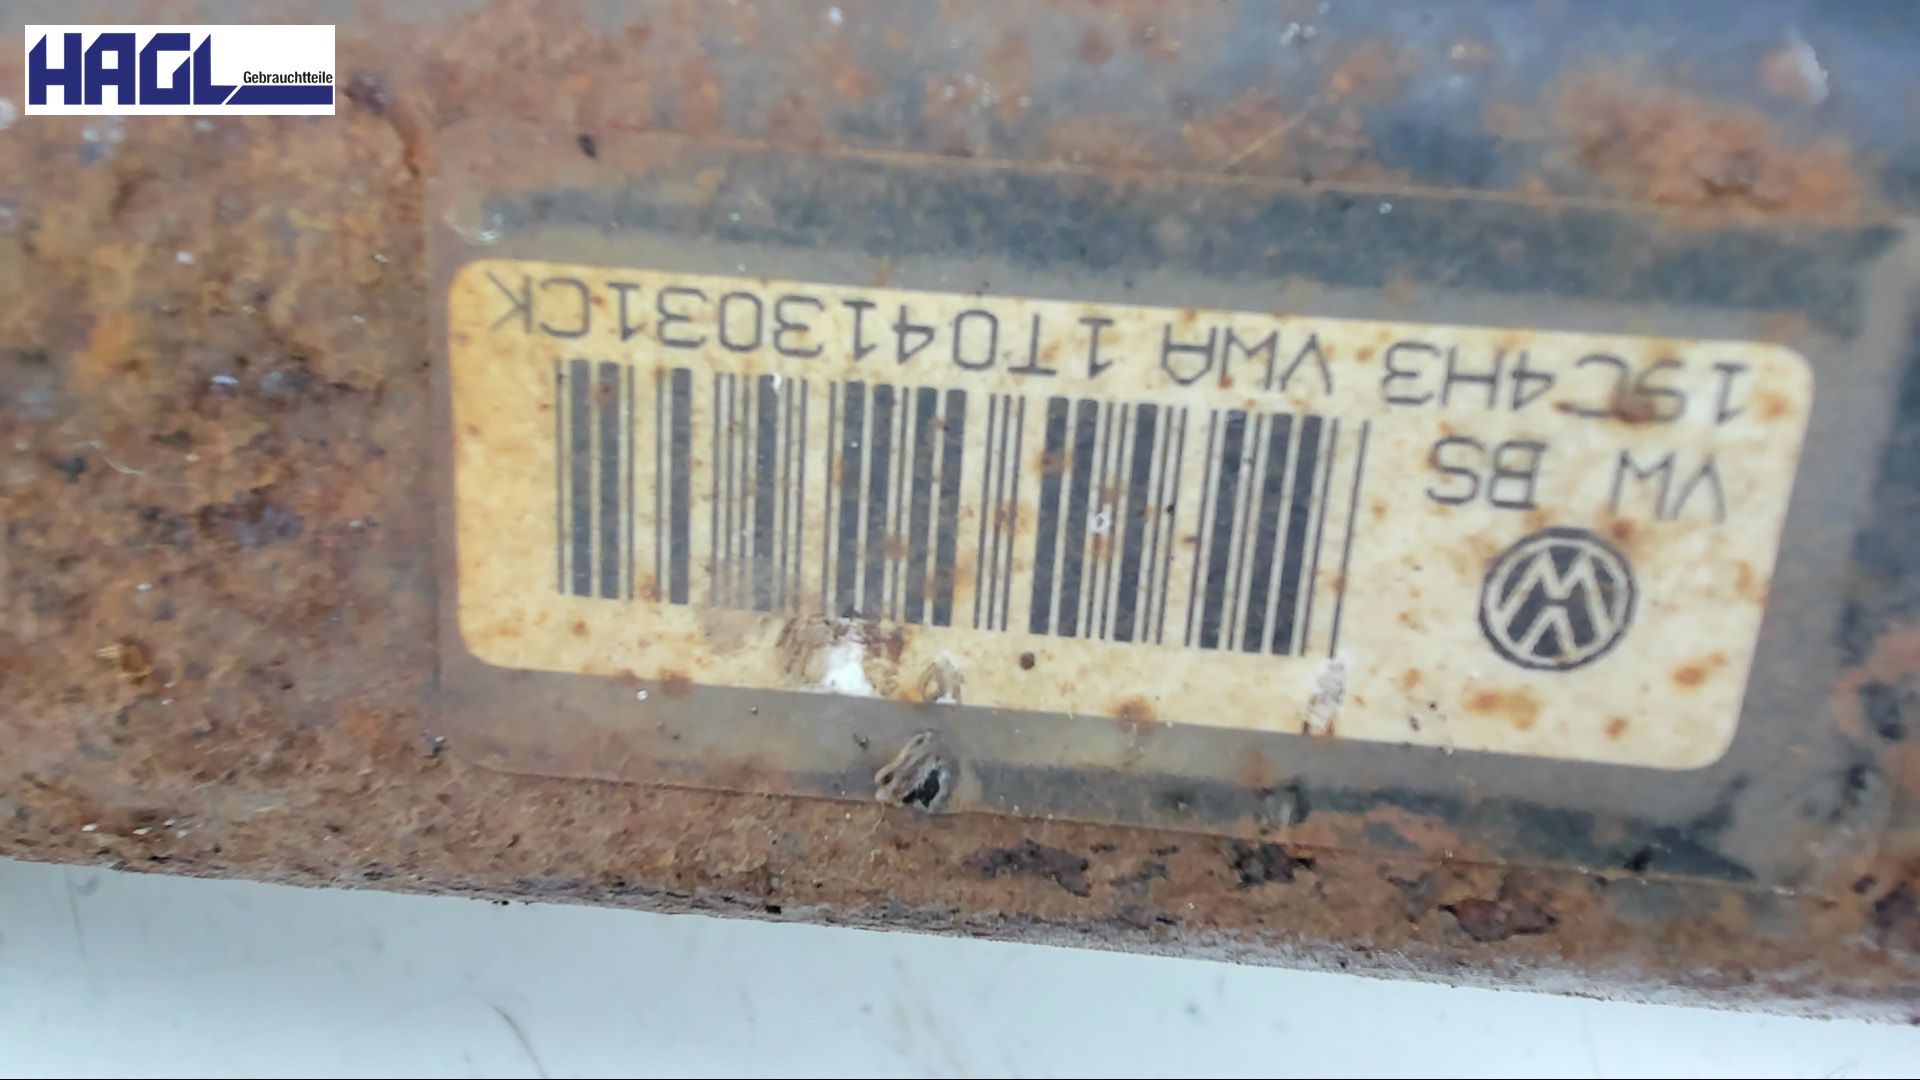 HAGL
Gebrauchtteile
VW BS
1SC4H3 VWA 1T0413031CK